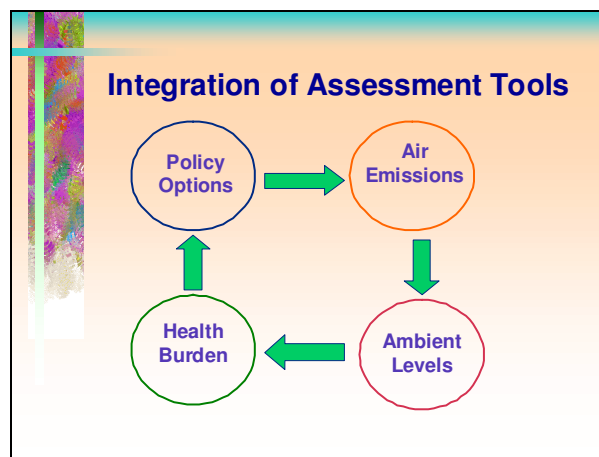 Integration of Assessment Tools
Policy
Options
Air
Emissions
Health
Burden
Ambient
Levels